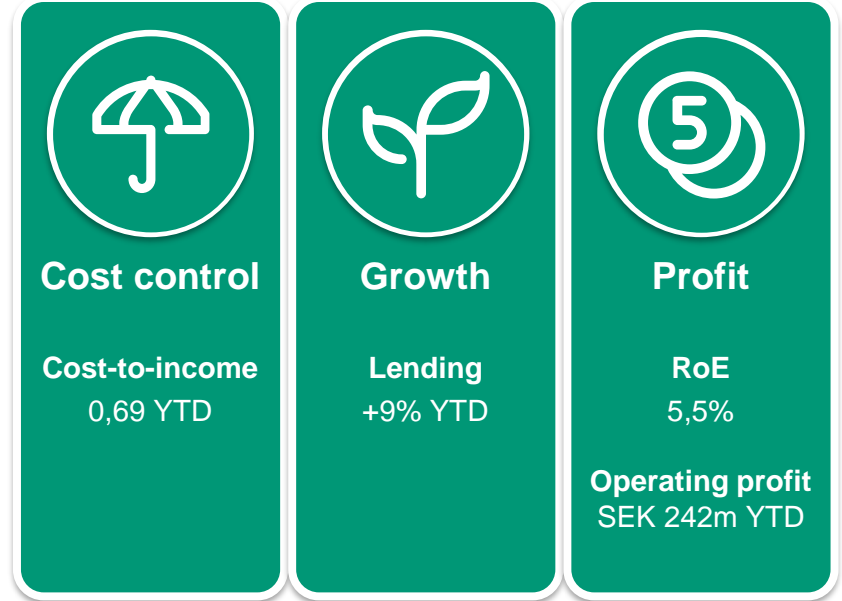 5
Cost control
Cost-to-income
0,69 YTD
Growth
Lending
+9% YTD
Profit
RoE
5,5%
Operating profit
SEK 242m YTD